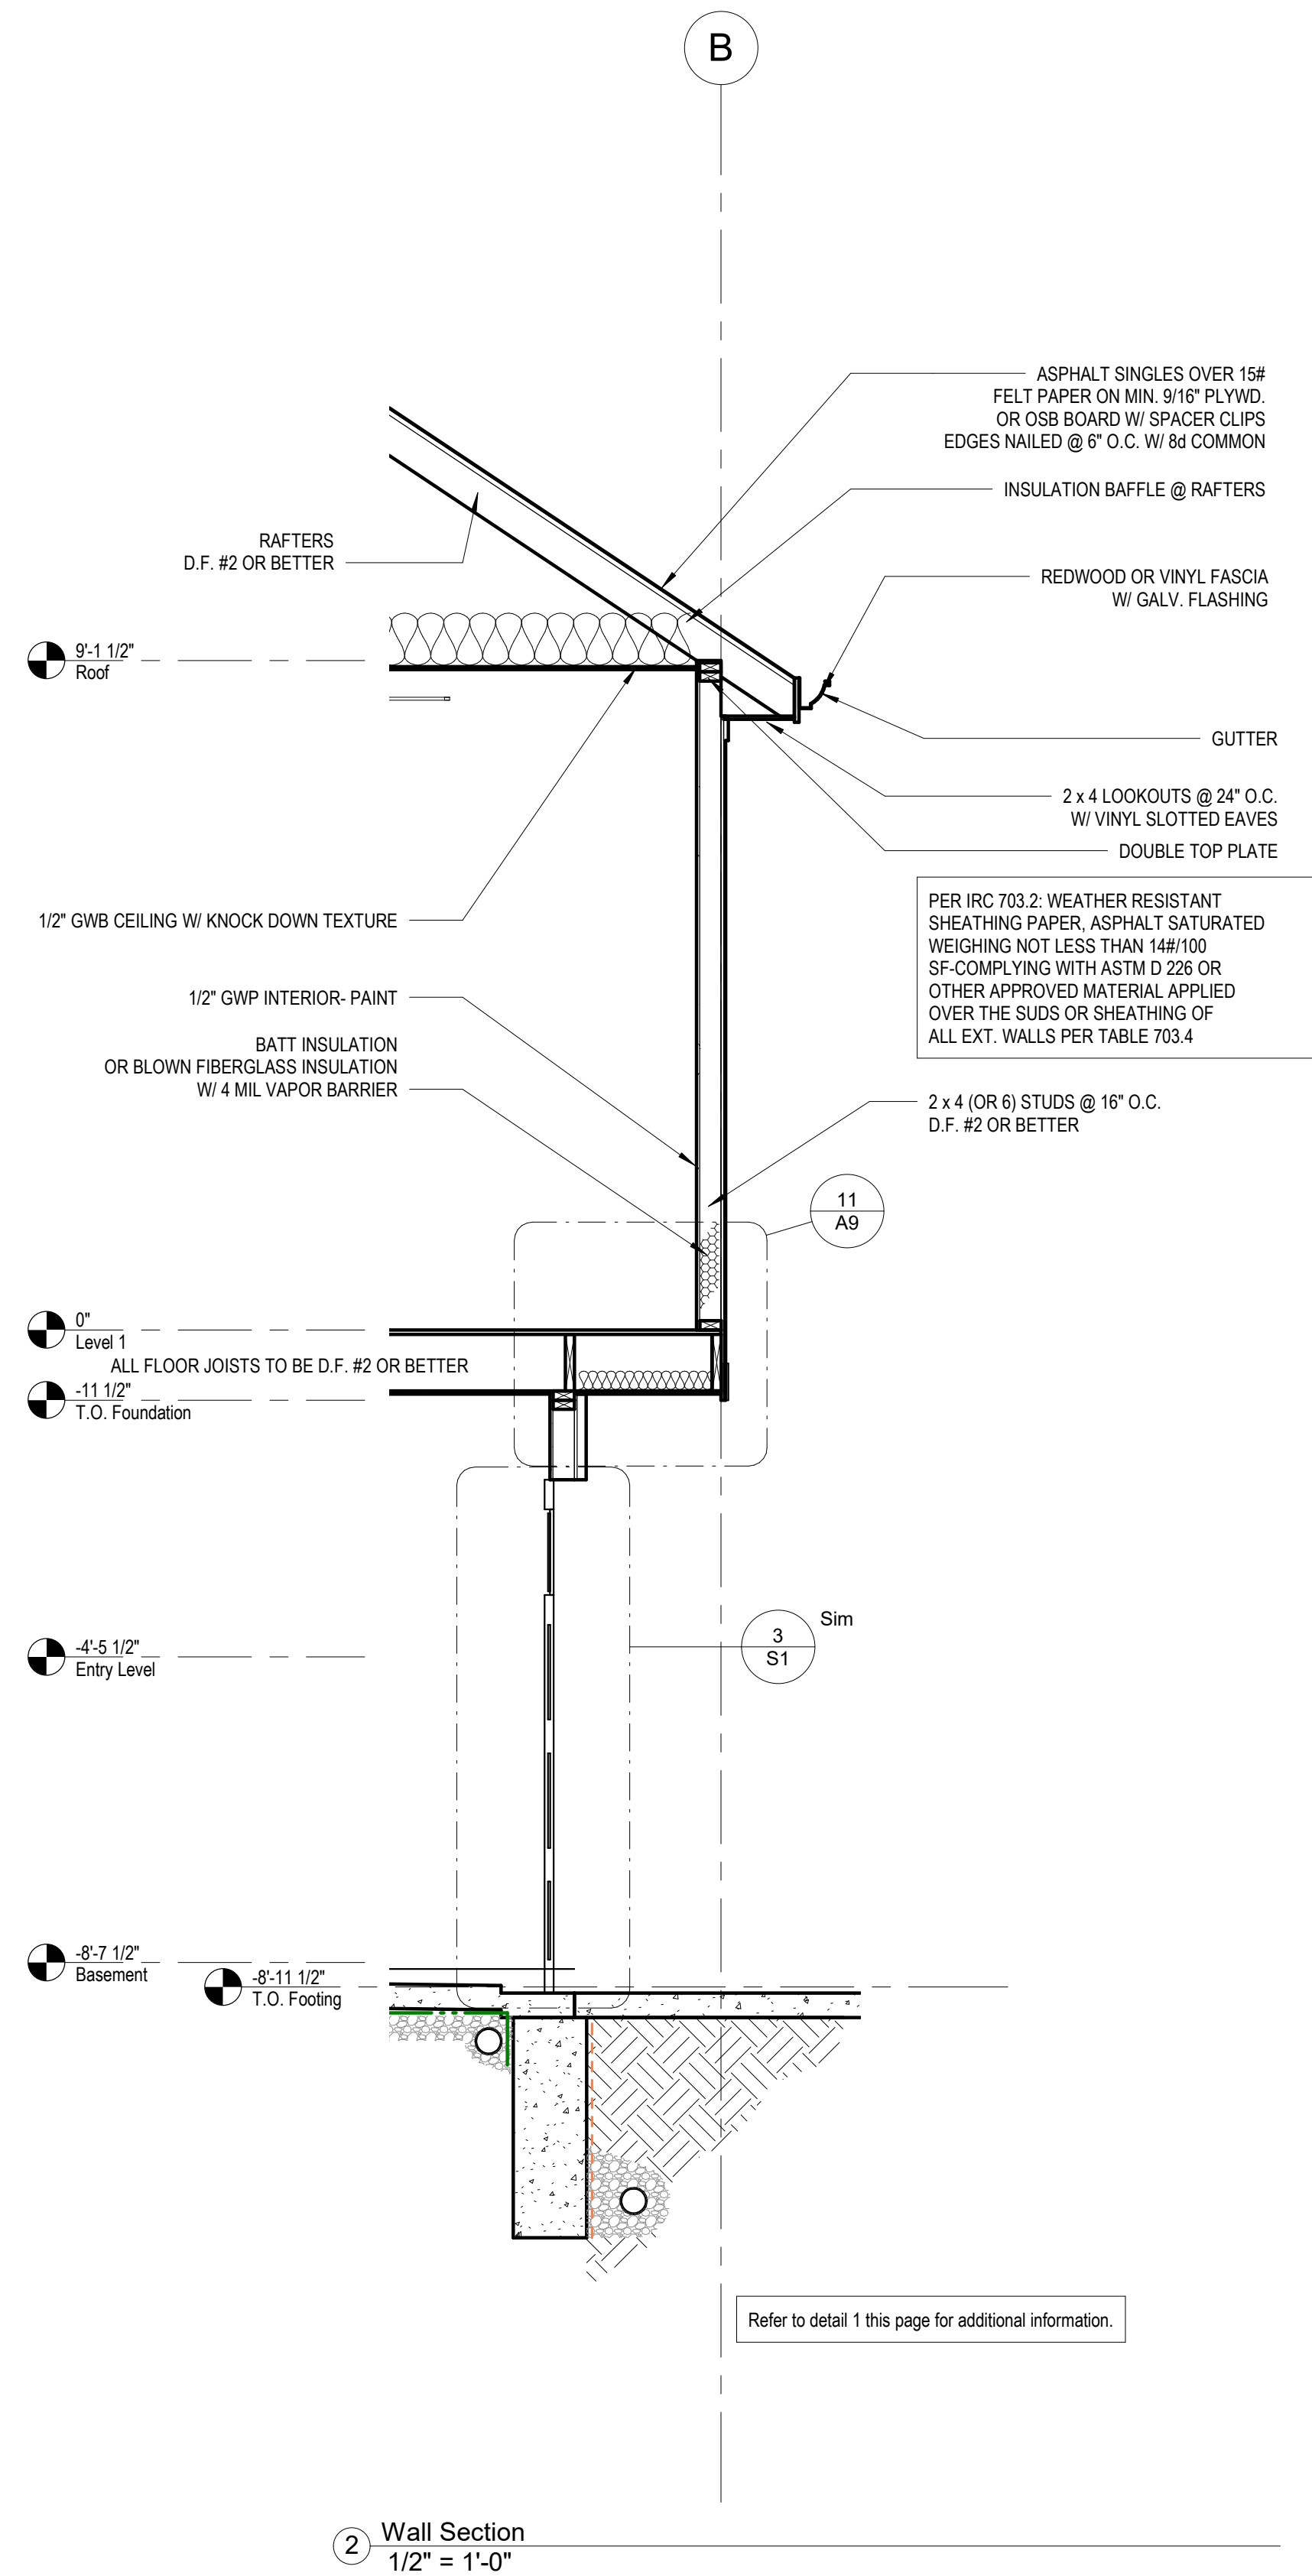 B
ASPHALT SINGLES OVER 15#
FELT PAPER ON MIN. 9/16" PLYWD.
OR OSB BOARD W/ SPACER CLIPS
EDGES NAILED @ 6" O.C. W/ 8d COMMON
INSULATION BAFFLE @ RAFTERS
RAFTERS
D.F. #2 OR BETTER
REDWOOD OR VINYL FASCIA
W/ GALV. FLASHING
9'-1 1/2"
Roof
GUTTER
2 x 4 LOOKOUTS @ 24" O.C.
W/ VINYL SLOTTED EAVES
DOUBLE TOP PLATE
PER IRC 703.2: WEATHER RESISTANT
SHEATHING PAPER, ASPHALT SATURATED
WEIGHING NOT LESS THAN 14#/100
SF-COMPLYING WITH ASTM D 226 OR
OTHER APPROVED MATERIAL APPLIED
OVER THE SUDS OR SHEATHING OF
ALL EXT. WALLS PER TABLE 703.4
1/2" GWB CEILING W/ KNOCK DOWN TEXTURE
1/2" GWP INTERIOR- PAINT
BATT INSULATION
OR BLOWN FIBERGLASS INSULATION
W/ 4 MIL VAPOR BARRIER
2 x 4 (OR 6) STUDS @ 16" O.C.
D.F. #2 OR BETTER
11
A9
0"
Level 1
ALL FLOOR JOISTS TO BE D.F. #2 OR BETTER
-11 1/2"
T.O. Foundation
Sim
3
S1
-4'-5 1/2"
Entry Level
-8'-7 1/2"
Basement
-8'-11 1/2"
T.O. Footing
Refer to detail 1 this page for additional information.
2
Wall Section
1/2" = 1'-0"